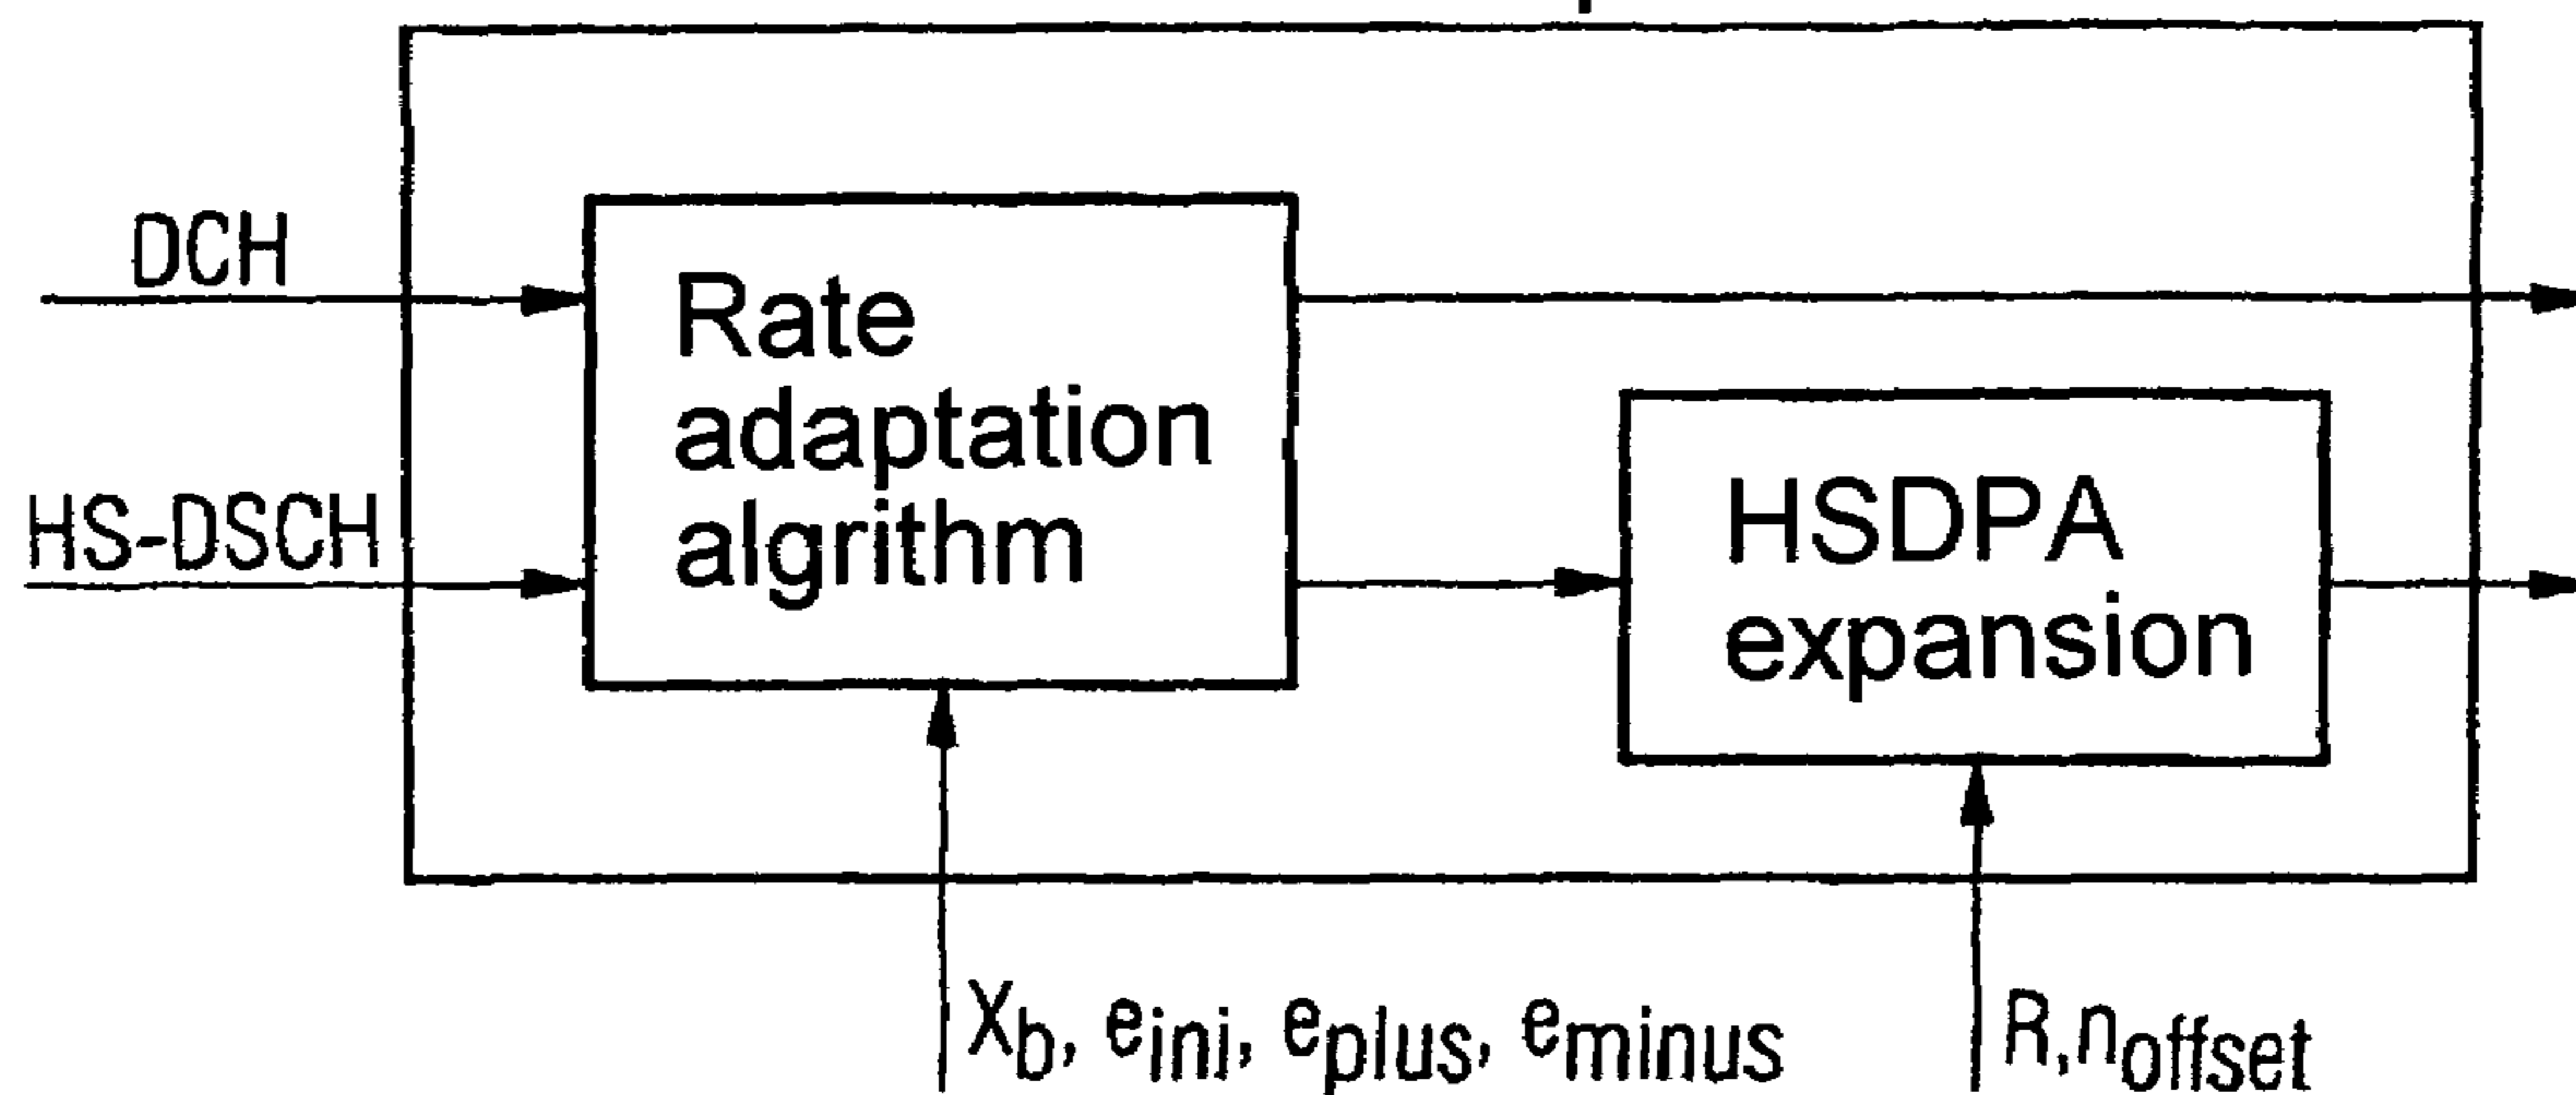 DCH
HS-DSCH
Rate
adaptation
algrithm
HSDPA
expansion
Xb, eini, eplus, eminus
R,noffset